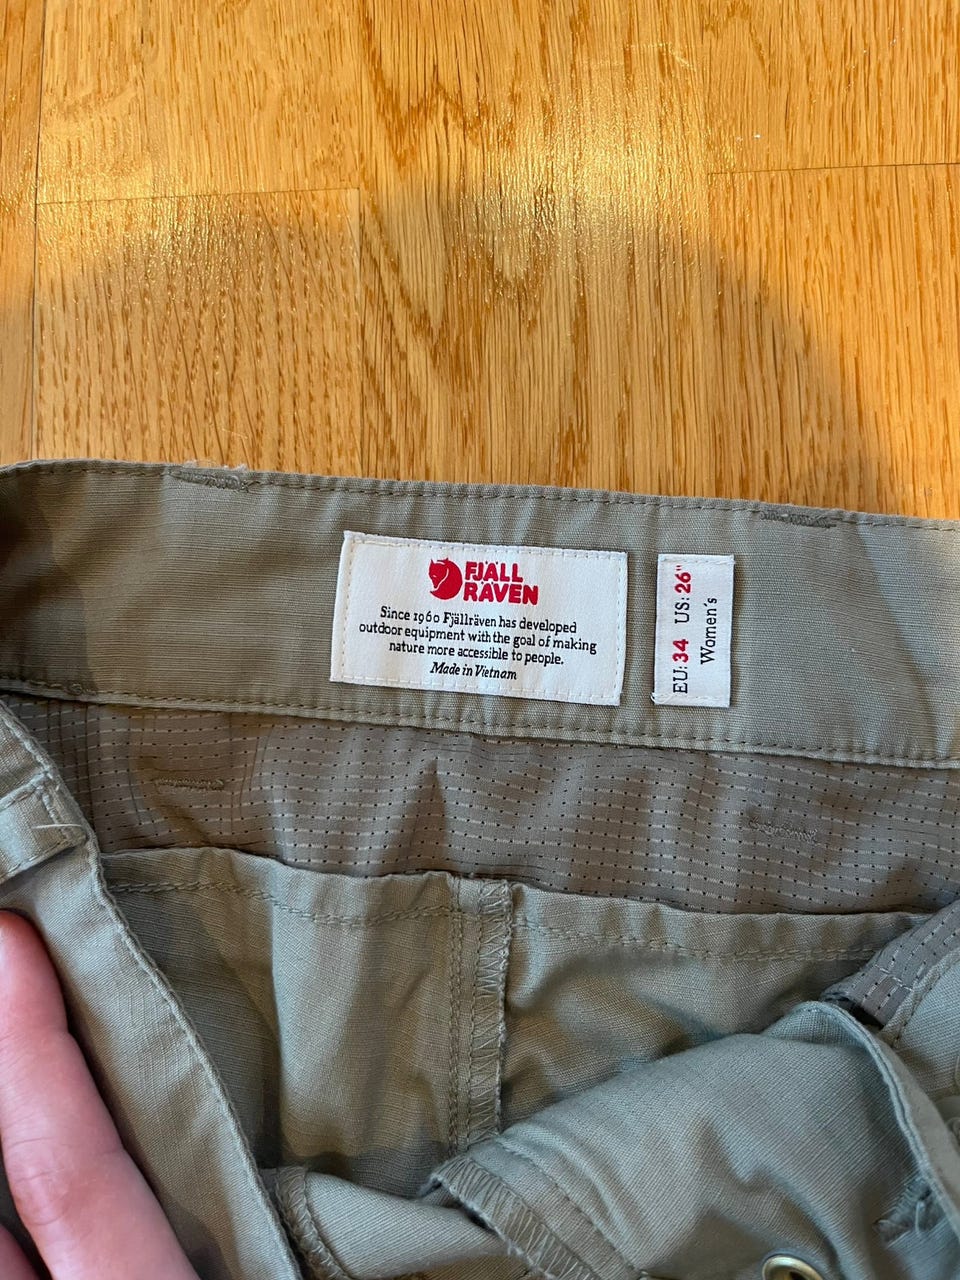 FJÄLL
RÄVEN
Since 1960 Fjällräven has developed
outdoor equipment with the goal of making
nature more accessible to people.
Made in Vietnam
EU: 34 US: 26"
Women´s